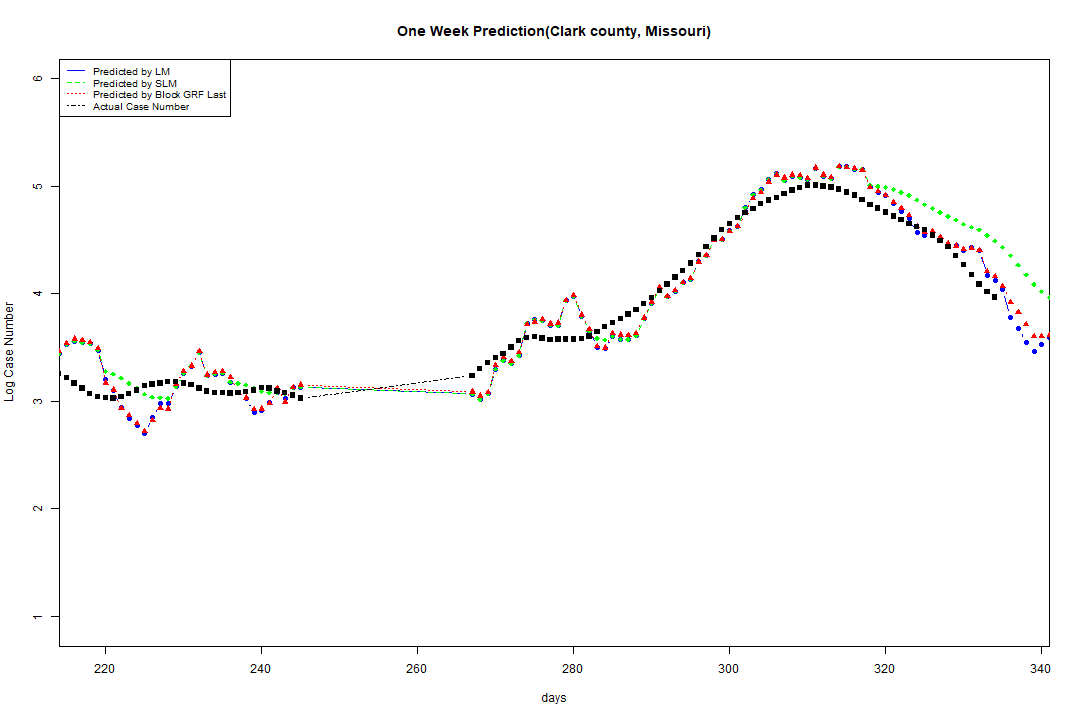 One Week Prediction(Clark county, Missouri)
Predicted by LM
Predicted by SLM
Predicted by Block GRF Last
Actual Case Number
Log Case Number
6
5
4
3
2
1
220 240 260 280 300 320 340
days